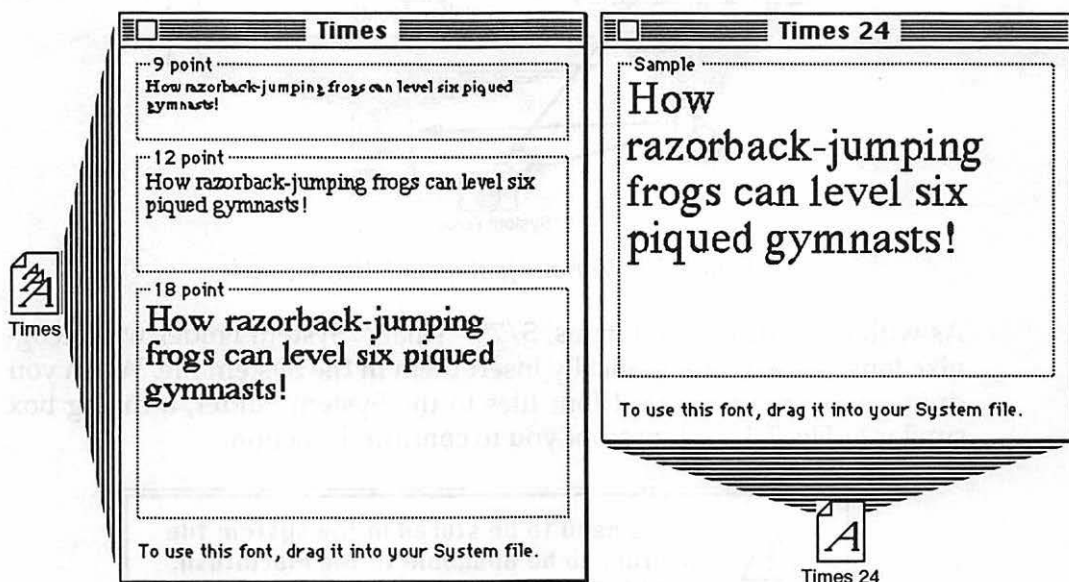 Times
9 point
How razorback-jumping frogs can level six piqued
gymnasts!
12 point
How razorback-jumping frogs can level six
piqued gymnasts!
18 point
How razorback-jumping
frogs can level six piqued
gymnasts!
To use this font, drag it into your System file.
Times
Times 24
Sample
How
razorback-jumping
frogs can level six
piqued gymnasts!
To use this font, drag it into your System file.
Times 24